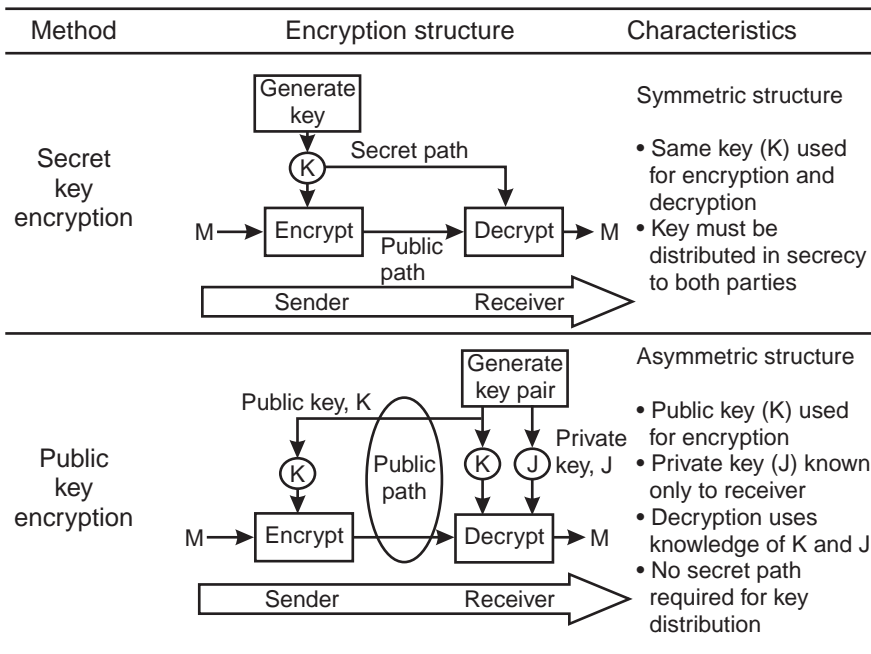 Method Encryption structure Characteristics
Secret
key
encryption
Generate
key
K
Secret path
M
Encrypt
Public
path
Decrypt
M
Sender Receiver
Symmetric structure
• Same key (K) used
for encryption and
decryption
• Key must be
distributed in secrecy
to both parties
Public
key
encryption
Generate
key pair
Public key, K
K
Public
path
K
J
Private
key, J
M
Encrypt
Decrypt
M
Sender Receiver
Asymmetric structure
• Public key (K) used
for encryption
• Private key (J) known
only to receiver
• Decryption uses
knowledge of K and J
• No secret path
required for key
distribution